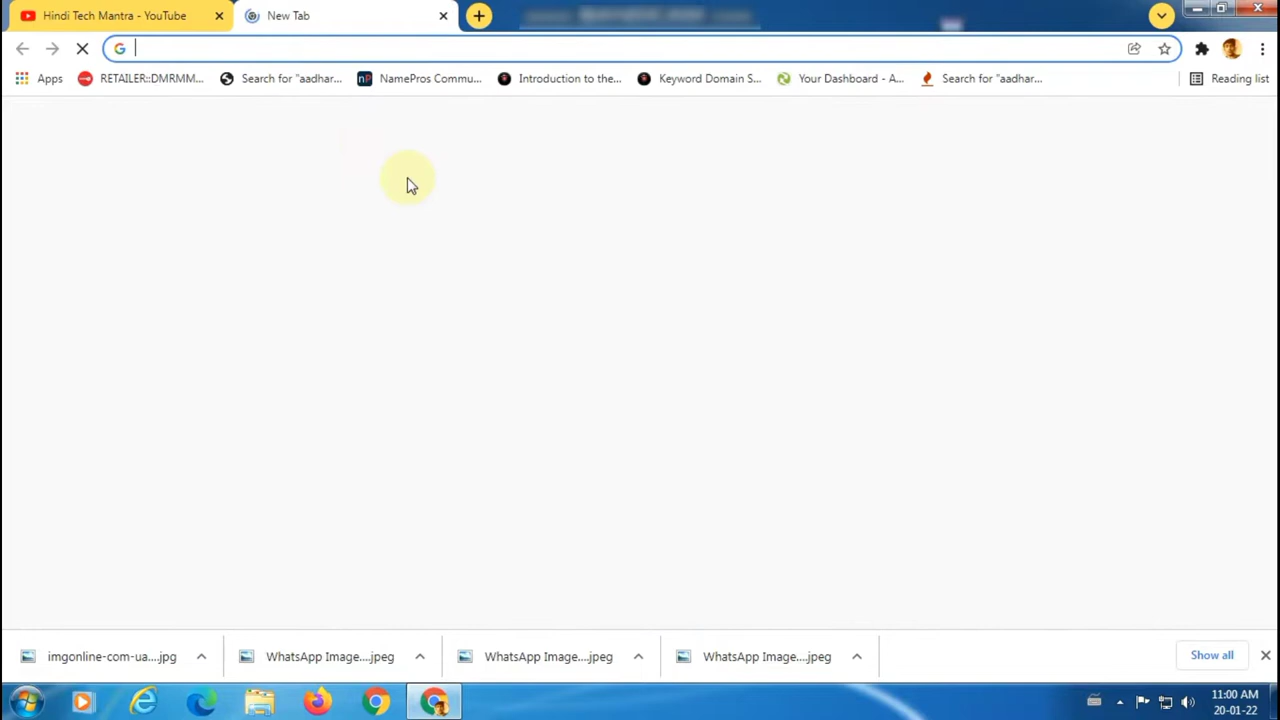 Hindi Tech Mantra - YouTube
New Tab
Apps
RETAILER::DMRMM...
Search for "aadhar...
NamePros Commu...
Introduction to the...
Keyword Domain S...
Your Dashboard - A...
Search for "aadhar...
Reading list
imgonline-com-ua....jpg
WhatsApp Image....jpeg
WhatsApp Image....jpeg
WhatsApp Image....jpeg
Show all
11:00 AM
20-01-22